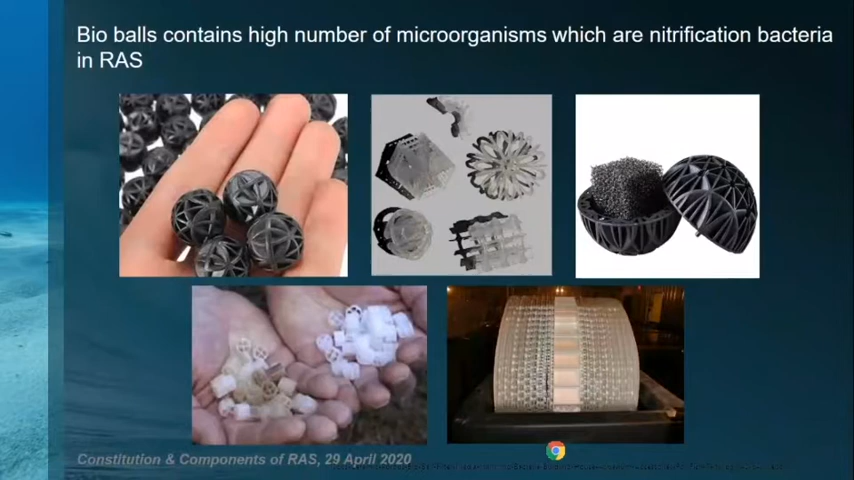 Bio balls contains high number of microorganisms which are nitrification bacteria
in RAS
Constitution & Components of RAS, 29 April 2020